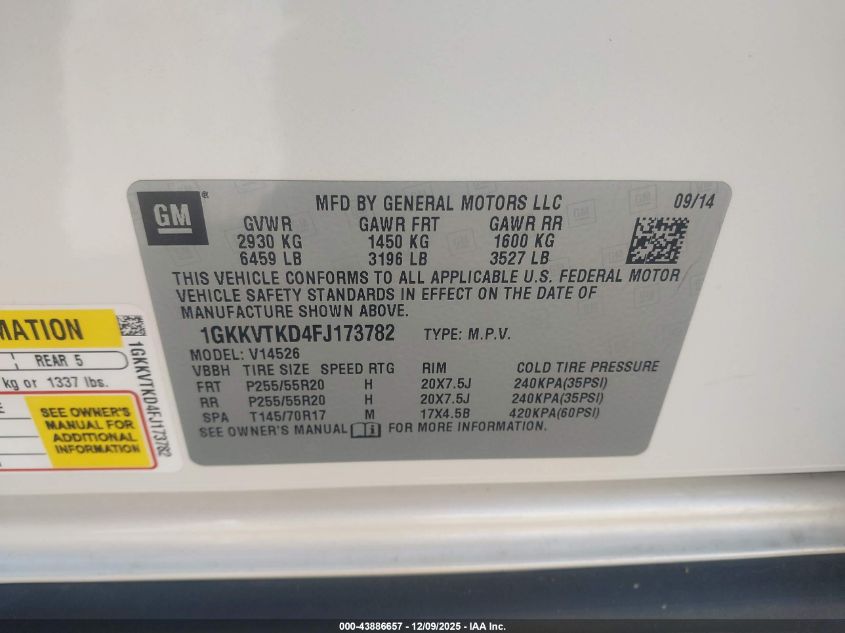 GM
®
MFD BY GENERAL MOTORS LLC 09/14
GVWR GAWR FRT GAWR RR
2930 KG 1450 KG 1600 KG
6459 LB 3196 LB 3527 LB
THIS VEHICLE CONFORMS TO ALL APPLICABLE U.S. FEDERAL MOTOR
VEHICLE SAFETY STANDARDS IN EFFECT ON THE DATE OF
MANUFACTURE SHOWN ABOVE.
1GKKVTKD4FJ173782 TYPE: M.P.V.
MODEL: V14526
VBBH TIRE SIZE SPEED RTG RIM COLD TIRE PRESSURE
FRT P255/55R20 H 20X7.5J 240KPA(35PSI)
RR P255/55R20 H 20X7.5J 240KPA(35PSI)
SPA T145/70R17 M 17X4.5B 420KPA(60PSI)
SEE OWNER'S MANUAL FOR MORE INFORMATION.
MATION
REAR 5
kg or 1337 lbs.
SEE OWNER'S
MANUAL FOR
ADDITIONAL
INFORMATION
1GKKVTKD4FJ173782
000-43886657 - 12/09/2025 - IAA Inc.